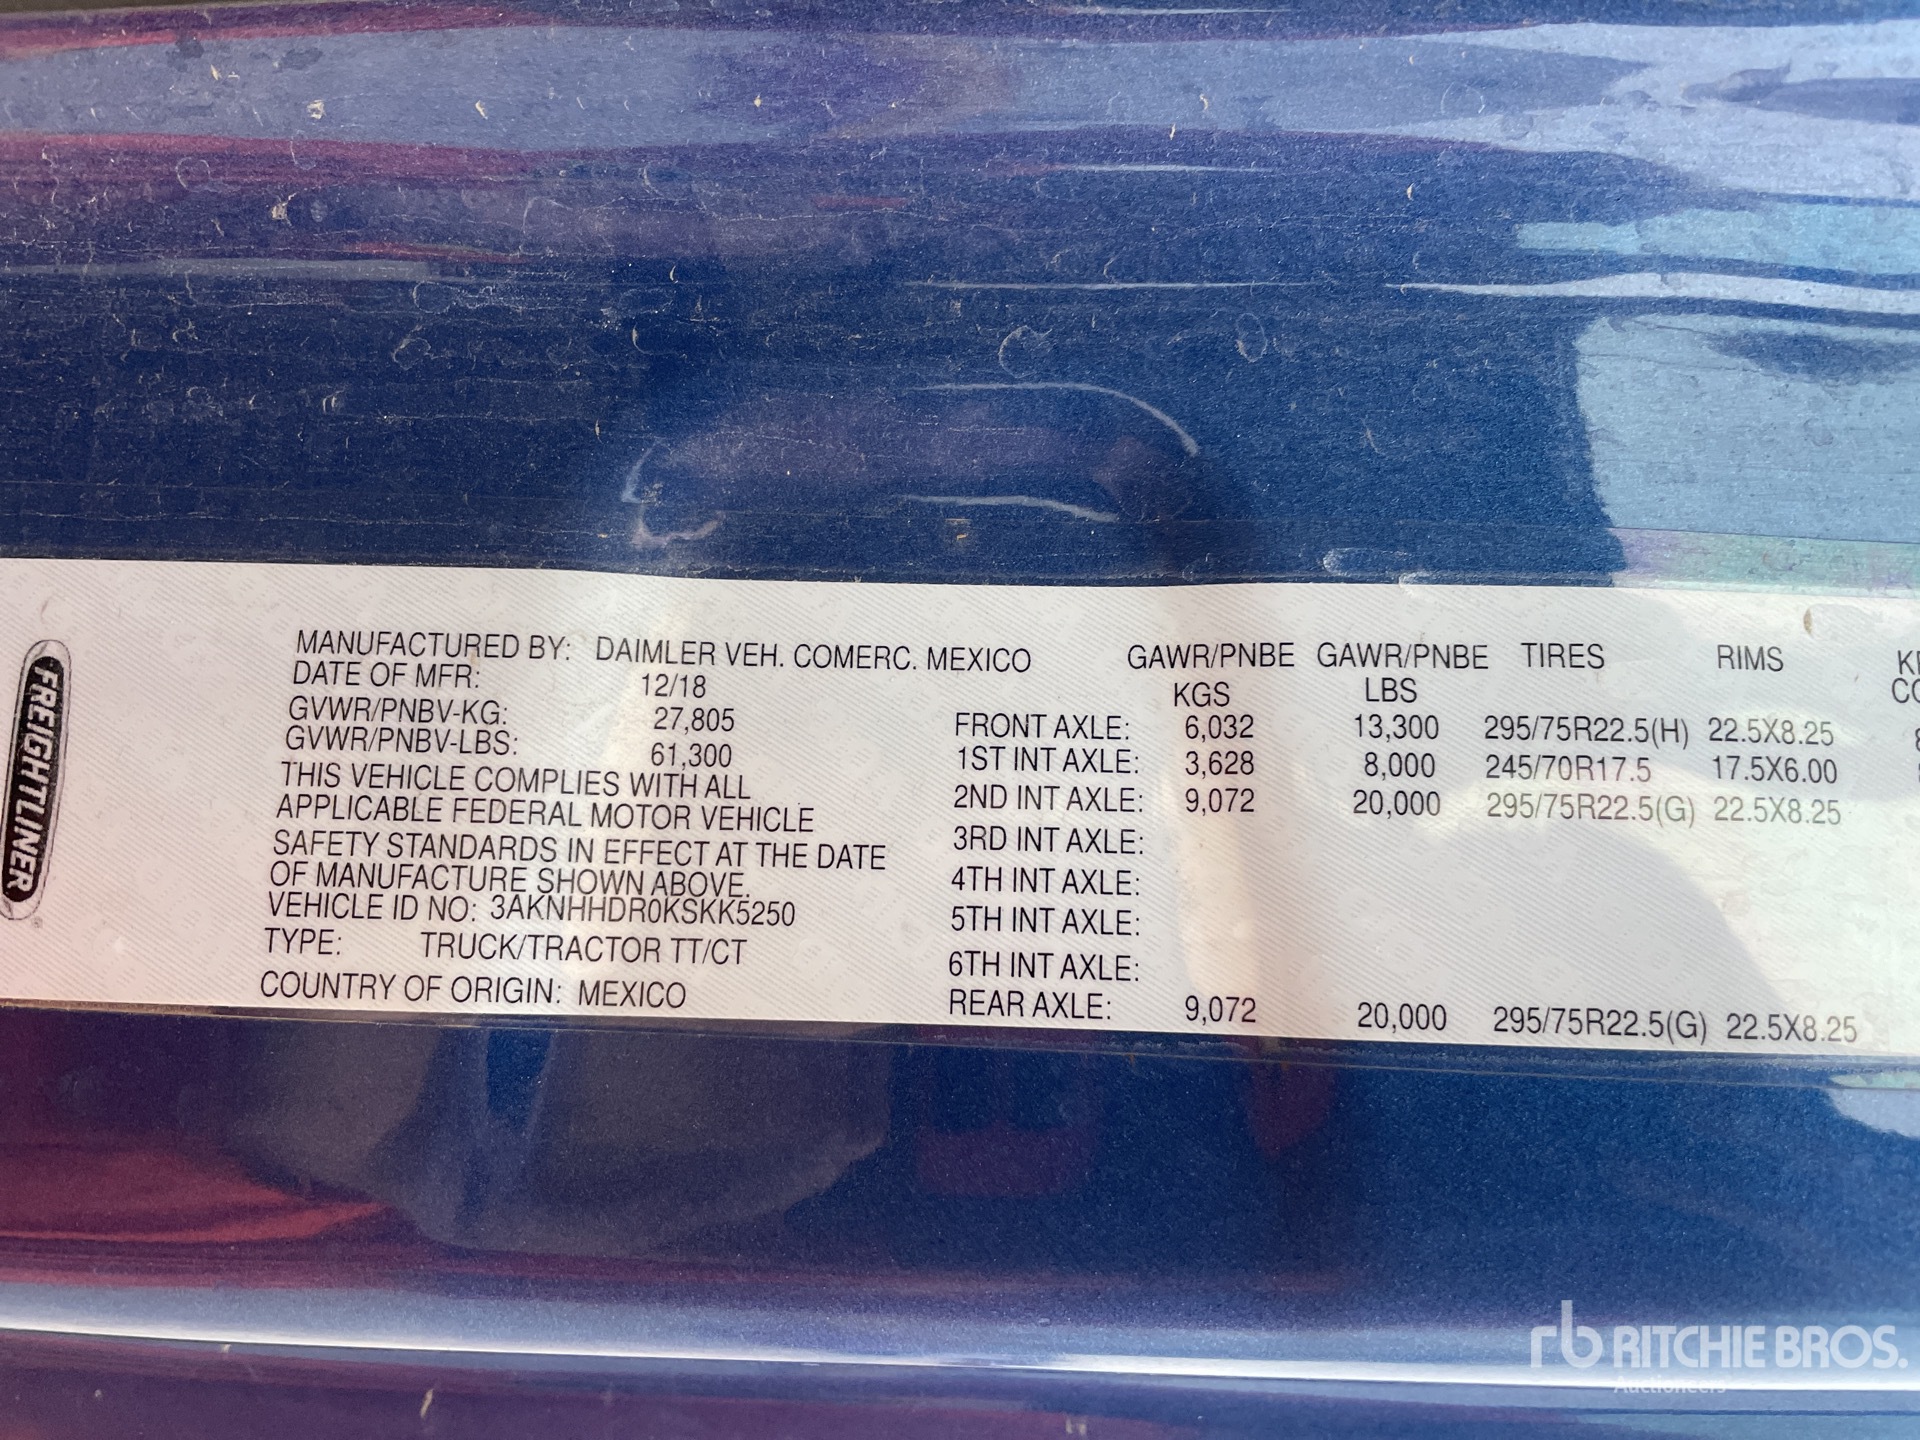 FREIGHTLINER
MANUFACTURED BY: DAIMLER VEH. COMERC. MEXICO
DATE OF MFR: 12/18
GVWR/PNBV-KG: 27,805
GVWR/PNBV-LBS: 61,300
THIS VEHICLE COMPLIES WITH ALL
APPLICABLE FEDERAL MOTOR VEHICLE
SAFETY STANDARDS IN EFFECT AT THE DATE
OF MANUFACTURE SHOWN ABOVE.
VEHICLE ID NO: 3AKNHHDR0KSKK5250
TYPE: TRUCK/TRACTOR TT/CT
COUNTRY OF ORIGIN: MEXICO
GAWR/PNBE GAWR/PNBE TIRES RIMS
KGS LBS
FRONT AXLE: 6,032 13,300 295/75R22.5(H) 22.5X8.25
1ST INT AXLE: 3,628 8,000 245/70R17.5 17.5X6.00
2ND INT AXLE: 9,072 20,000 295/75R22.5(G) 22.5X8.25
3RD INT AXLE:
4TH INT AXLE:
5TH INT AXLE:
6TH INT AXLE:
REAR AXLE: 9,072 20,000 295/75R22.5(G) 22.5X8.25
rb RITCHIE BROS.
Auctioneers